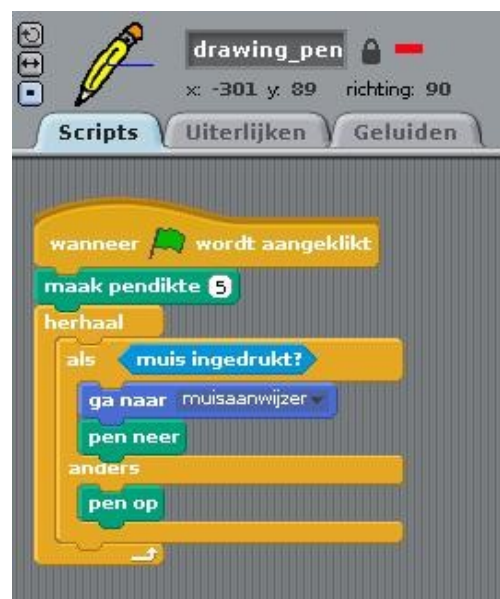 drawing_pen
x: -301 y: 89 richting: 90
Scripts Uiterlijken Geluiden
wanneer wordt aangeklikt
maak pendikte 5
herhaal
als muis ingedrukt?
ga naar muisaanwijzer
pen neer
anders
pen op